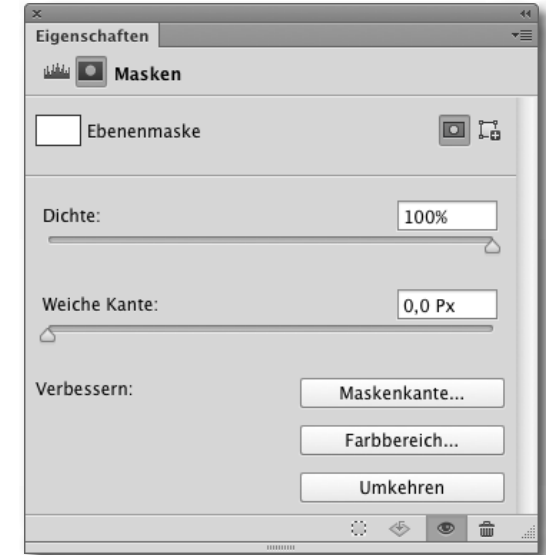 Eigenschaften
Masken
Ebenenmaske
Dichte: 100%
Weiche Kante: 0,0 Px
Verbessern: Maskenkante...
Farbbereich...
Umkehren